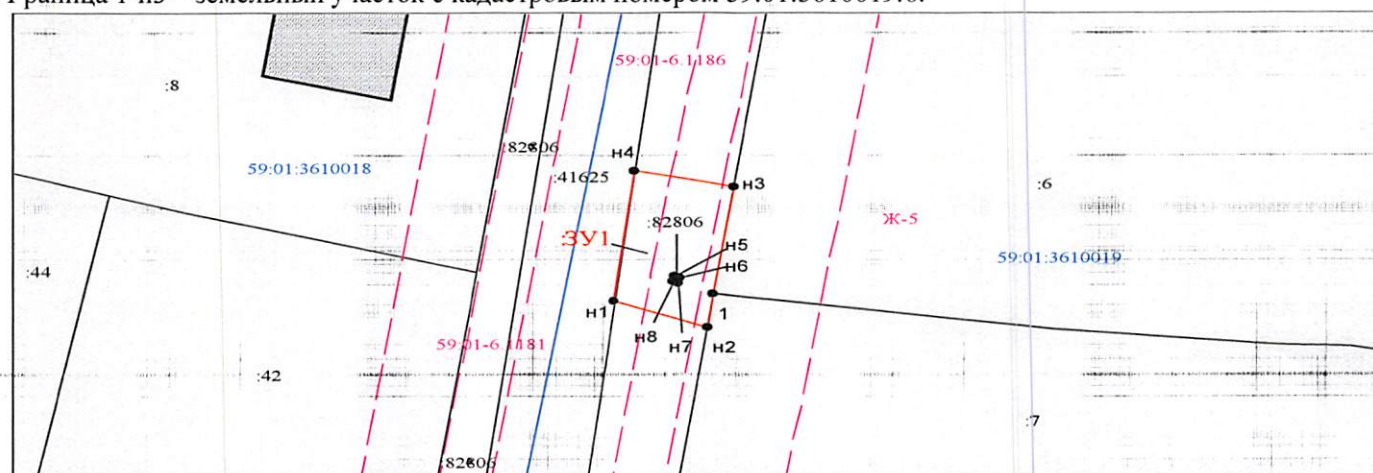 Граница 1-н3 – земельный участок с кадастровым номером 59:01:3610019:6.
59:01-6.1186
:8
:82806
59:01:3610018
:41625
н4
н3
:6
:82806
Ж-5
:ЗУ1
н5
59:01:3610019
н6
:44
н1
1
н8
н7
н2
59:01-6.1181
:42
:7
:82806